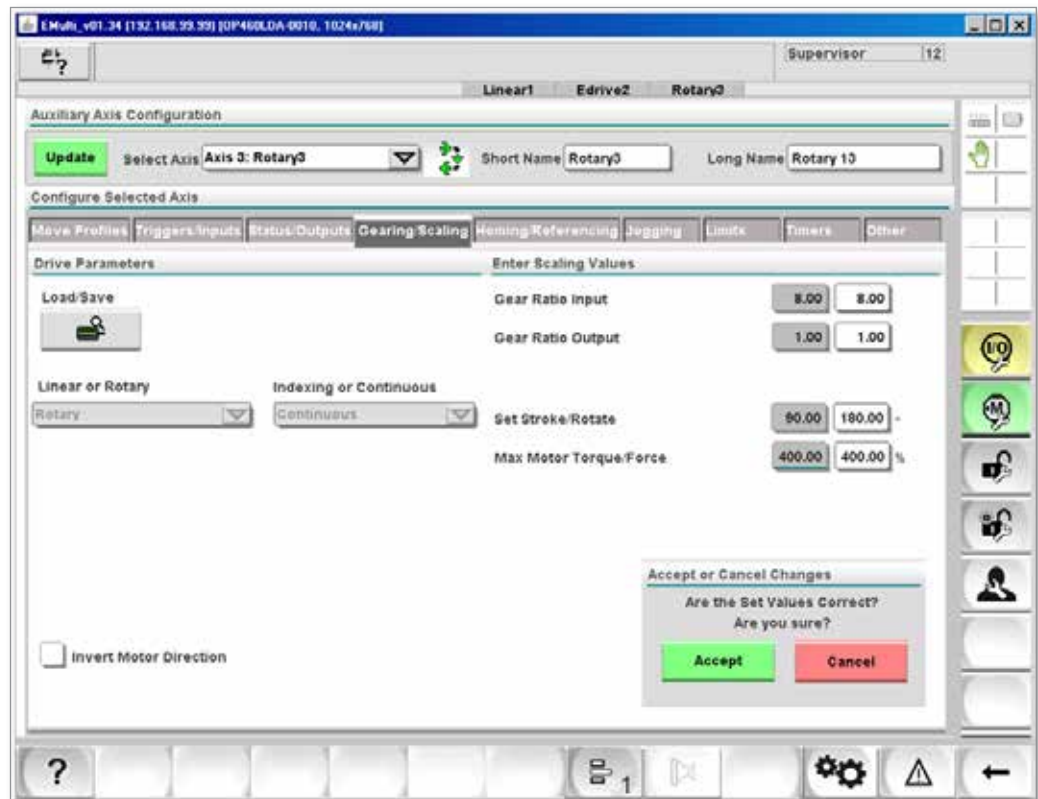 EMulti_v01.34 [192.168.99.99] [OP460LDA-0010, 1024x768]
Supervisor 12
Linear1 Edrive2 Rotary3
Auxiliary Axis Configuration
Update Select Axis Axis 3: Rotary3 Short Name Rotary3 Long Name Rotary 13
Configure Selected Axis
Move Profiles Triggers/Inputs Status/Outputs Gearing/Scaling Homing/Referencing Jogging Limits Timers Other
Drive Parameters
Enter Scaling Values
Load/Save
Gear Ratio Input 8.00 8.00
Gear Ratio Output 1.00 1.00
Linear or Rotary Indexing or Continuous
Rotary Continuous
Set Stroke/Rotate 90.00 180.00 °
Max Motor Torque/Force 400.00 400.00 %
Accept or Cancel Changes
Are the Set Values Correct?
Are you sure?
Accept Cancel
Invert Motor Direction
I/O
M
1